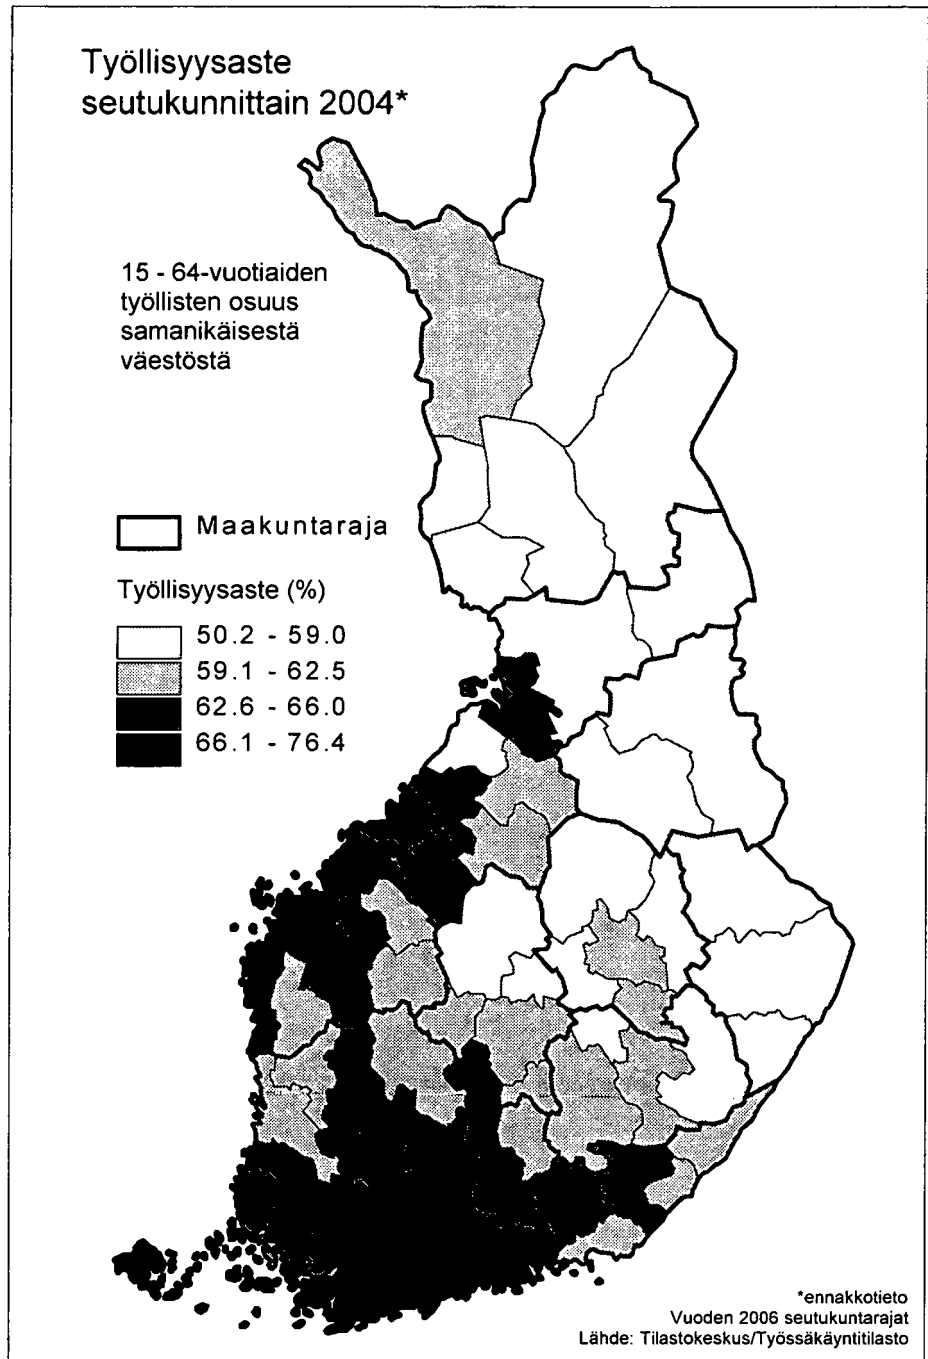 Työllisyysaste
seutukunnittain 2004*
15 - 64-vuotiaiden
työllisten osuus
samanikäisestä
väestöstä
Maakuntaraja
Työllisyysaste (%)
50.2 - 59.0
59.1 - 62.5
62.6 - 66.0
66.1 - 76.4
*ennakkotieto
Vuoden 2006 seutukuntarajat
Lähde: Tilastokeskus/Työssäkäyntitilasto